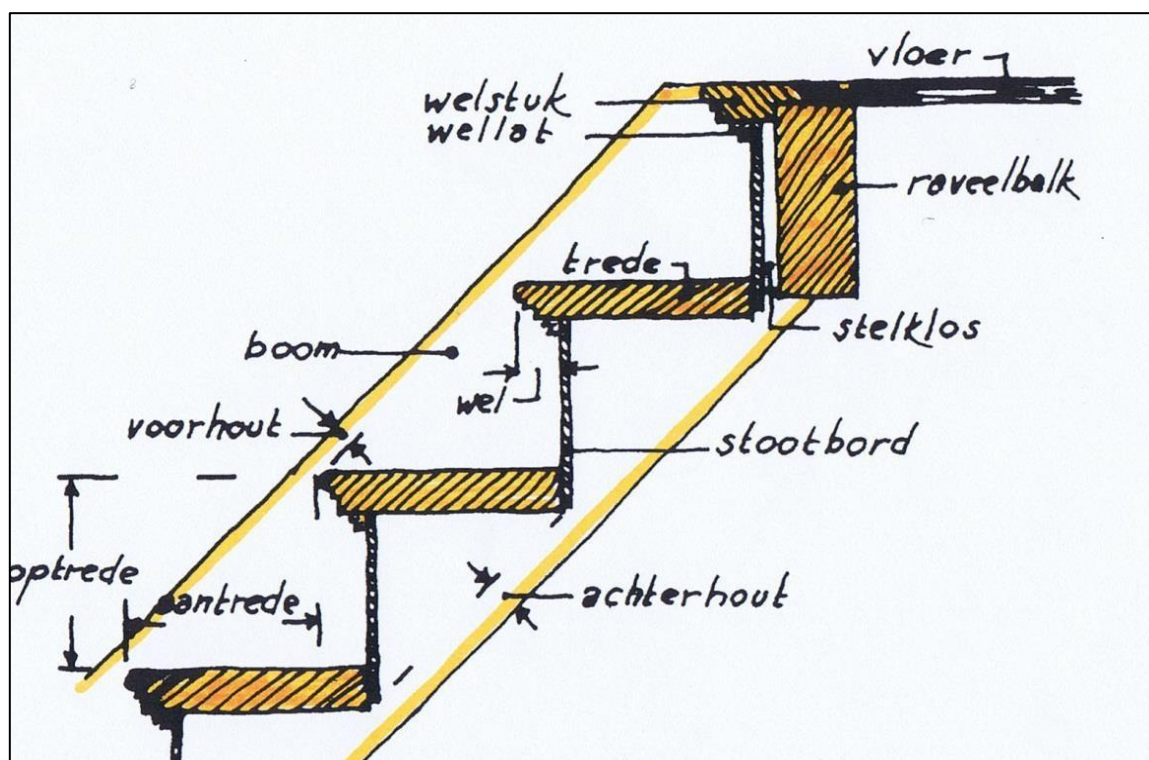 vloer
welstuk
wellat
raveelbalk
trede
stelklos
boom
wel
voorhout
stootbord
optrede
aantrede
achterhout